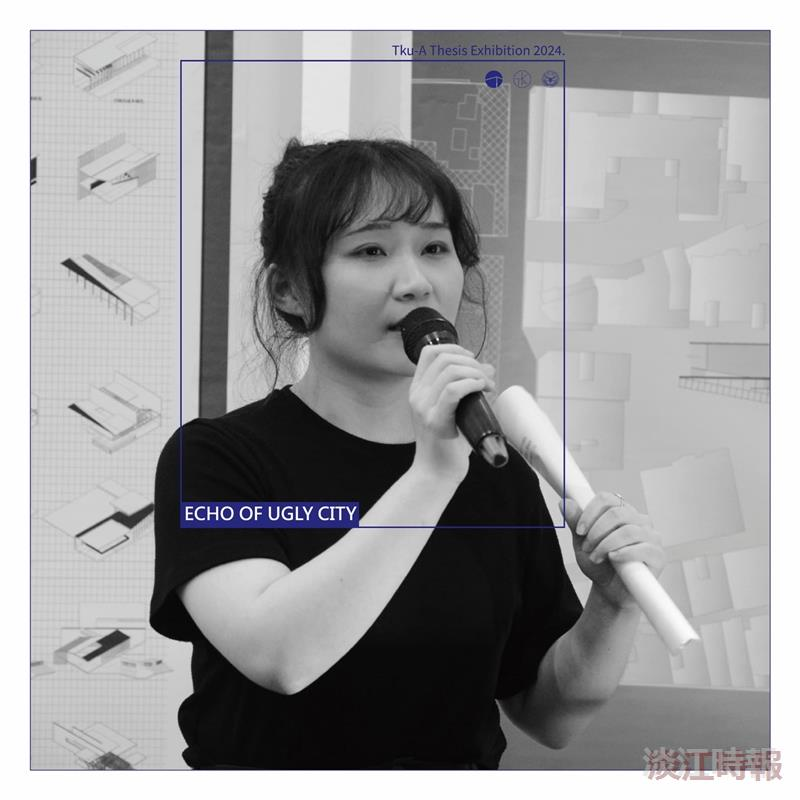 Tku-A Thesis Exhibition 2024.
ECHO OF UGLY CITY
淡江時報